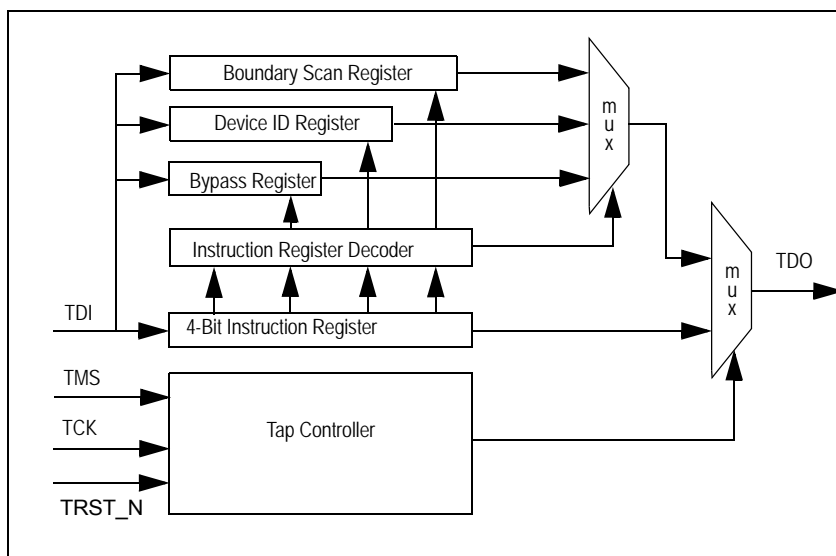 Boundary Scan Register
Device ID Register
Bypass Register
Instruction Register Decoder
4-Bit Instruction Register
Tap Controller
TDI
TMS
TCK
TRST_N
m
u
x
m
u
x
TDO